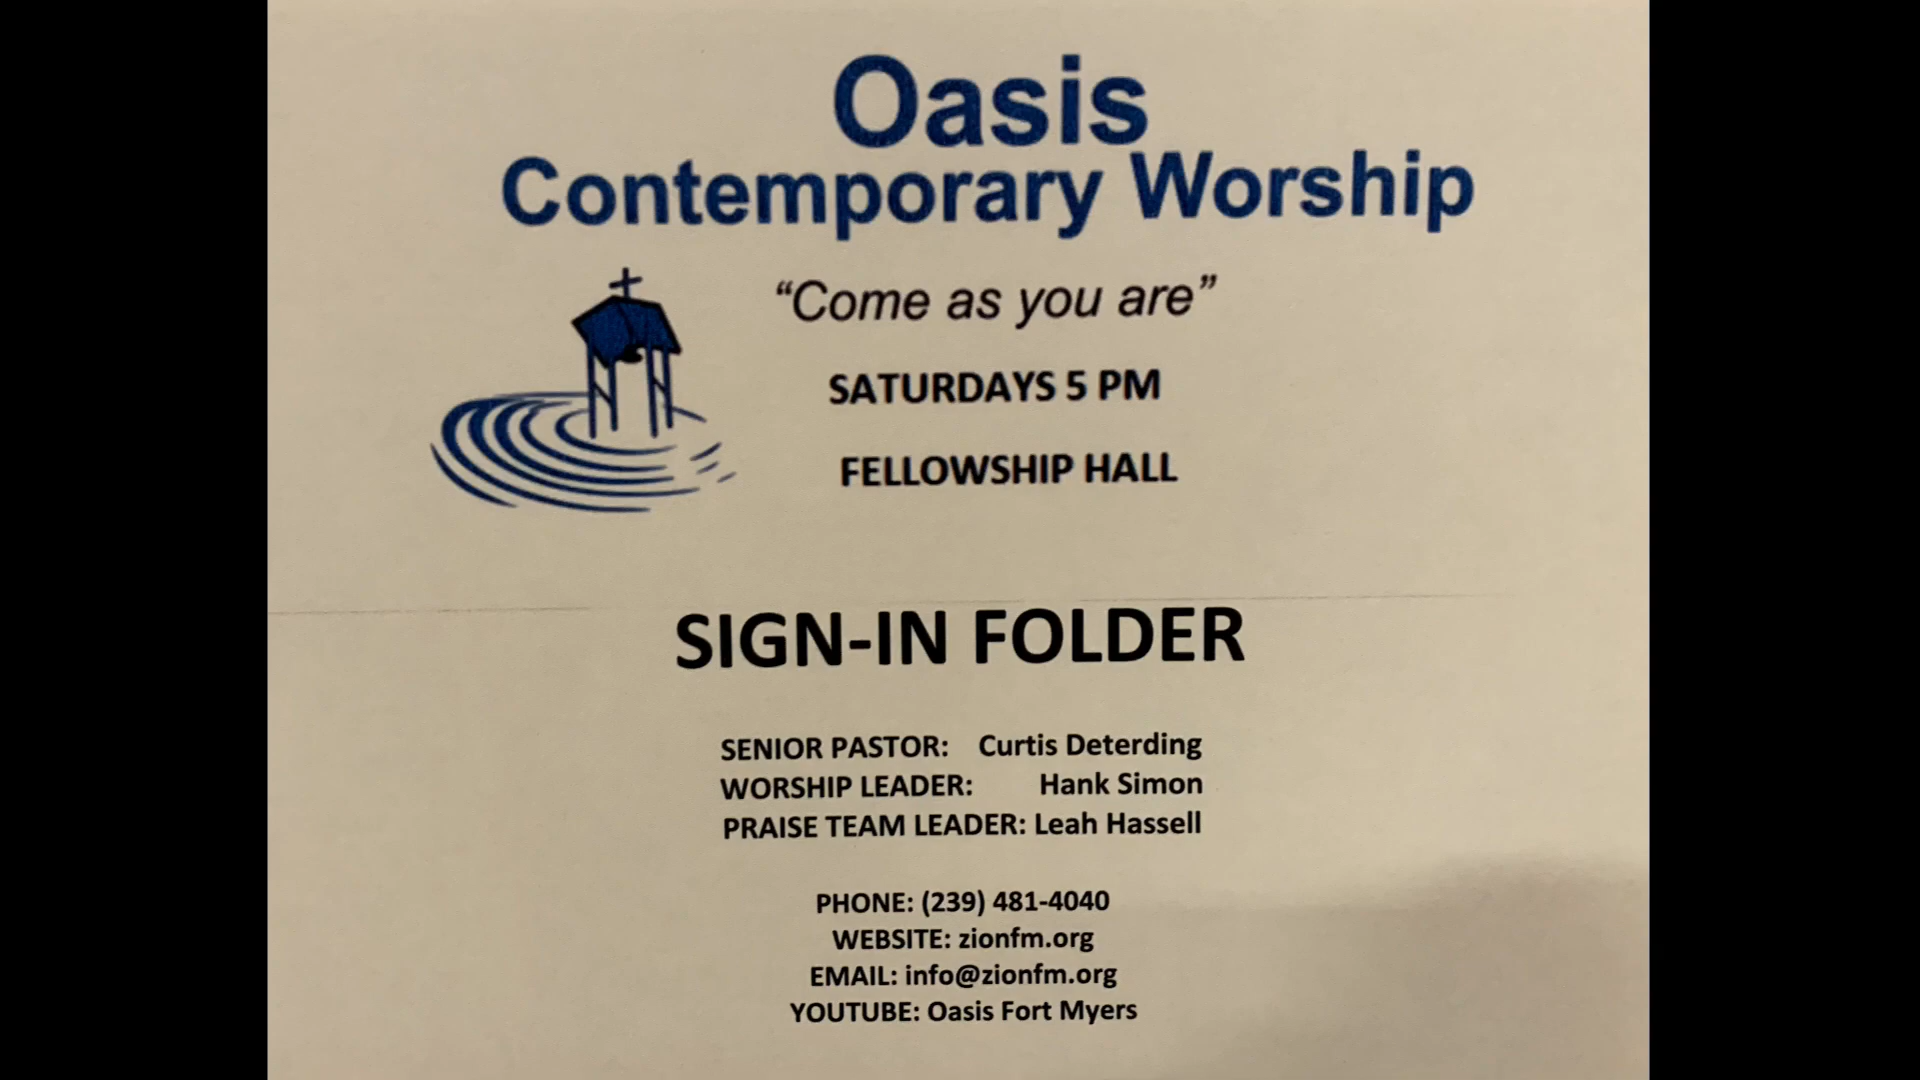 Oasis
Contemporary Worship
“Come as you are”
SATURDAYS 5 PM
FELLOWSHIP HALL
SIGN-IN FOLDER
SENIOR PASTOR: Curtis Deterding
WORSHIP LEADER: Hank Simon
PRAISE TEAM LEADER: Leah Hassell
PHONE: (239) 481-4040
WEBSITE: zionfm.org
EMAIL: info@zionfm.org
YOUTUBE: Oasis Fort Myers